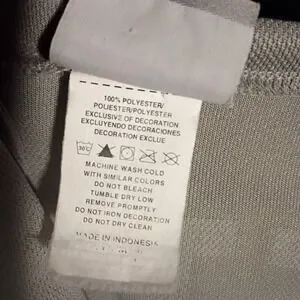 100% POLYESTER/
POLIESTER/POLYESTER
EXCLUSIVE OF DECORATION
EXCLUYENDO DECORACIONES
DECORATION EXCLUE
30°C
MACHINE WASH COLD
WITH SIMILAR COLORS
DO NOT BLEACH
TUMBLE DRY LOW
REMOVE PROMPTLY
DO NOT IRON DECORATION
DO NOT DRY CLEAN
MADE IN INDONESIA